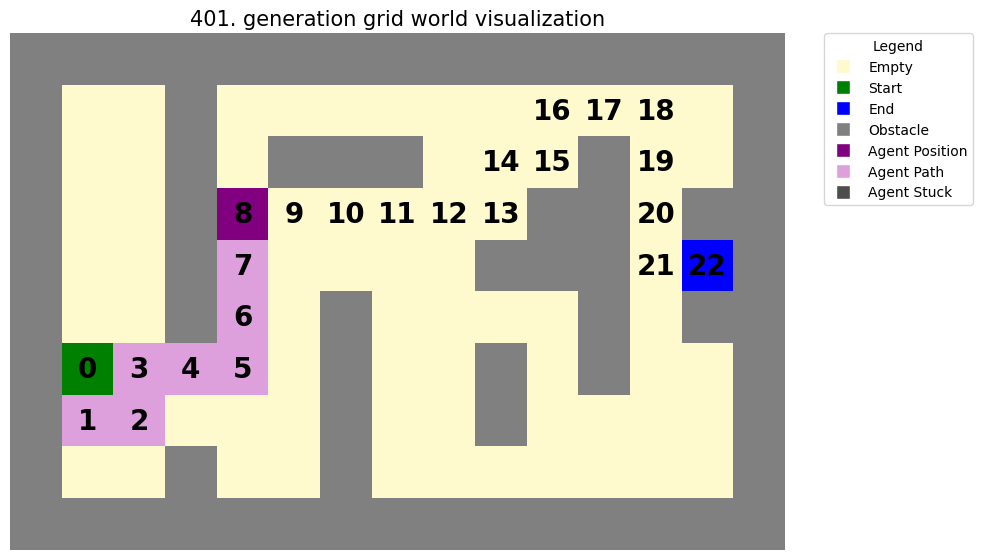 401. generation grid world visualization
16 17 18
14 15 19
8 9 10 11 12 13 20
7 21 22
6
0 3 4 5
1 2
Legend
Empty
Start
End
Obstacle
Agent Position
Agent Path
Agent Stuck